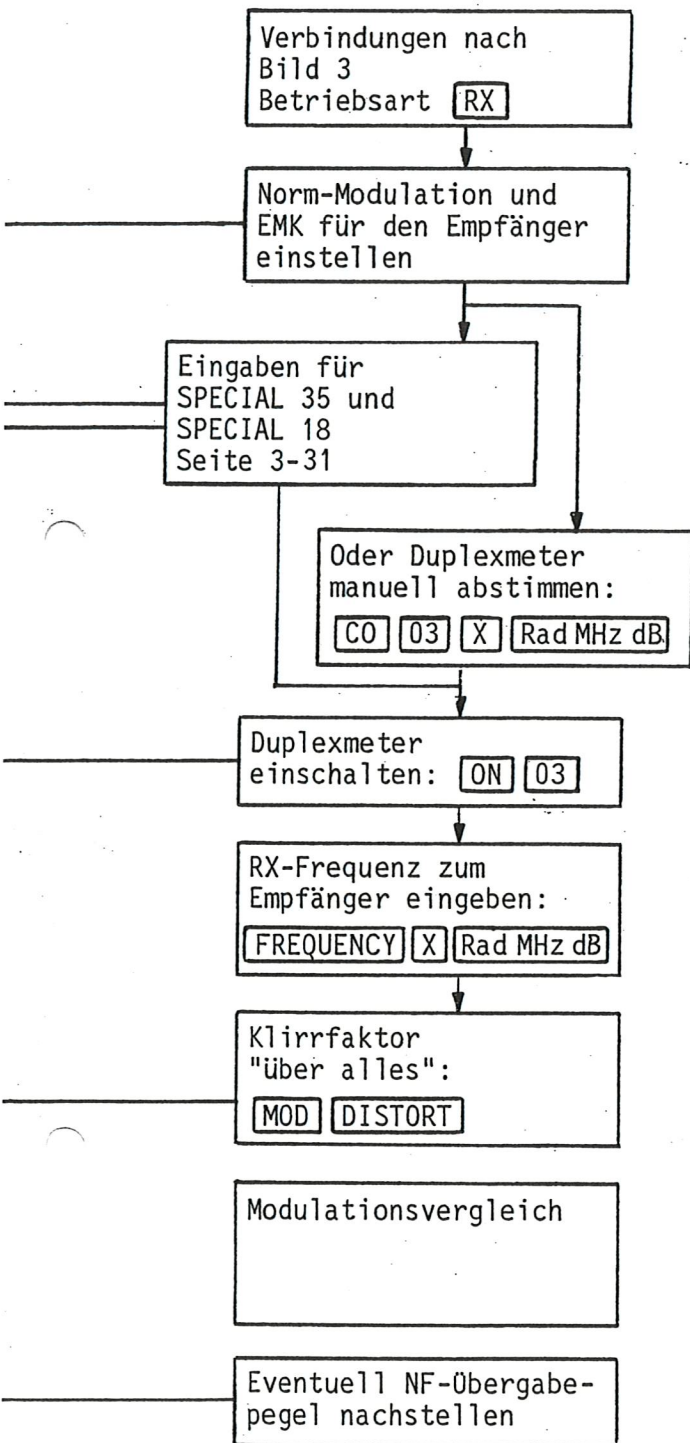 Verbindungen nach
Bild 3
Betriebsart RX
Norm-Modulation und
EMK für den Empfänger
einstellen
Eingaben für
SPECIAL 35 und
SPECIAL 18
Seite 3-31
Oder Duplexmeter
manuell abstimmen:
CO 03 X Rad MHz dB
Duplexmeter
einschalten: ON 03
RX-Frequenz zum
Empfänger eingeben:
FREQUENCY X Rad MHz dB
Klirrfaktor
"über alles":
MOD DISTORT
Modulationsvergleich
Eventuell NF-Übergabe-
pegel nachstellen